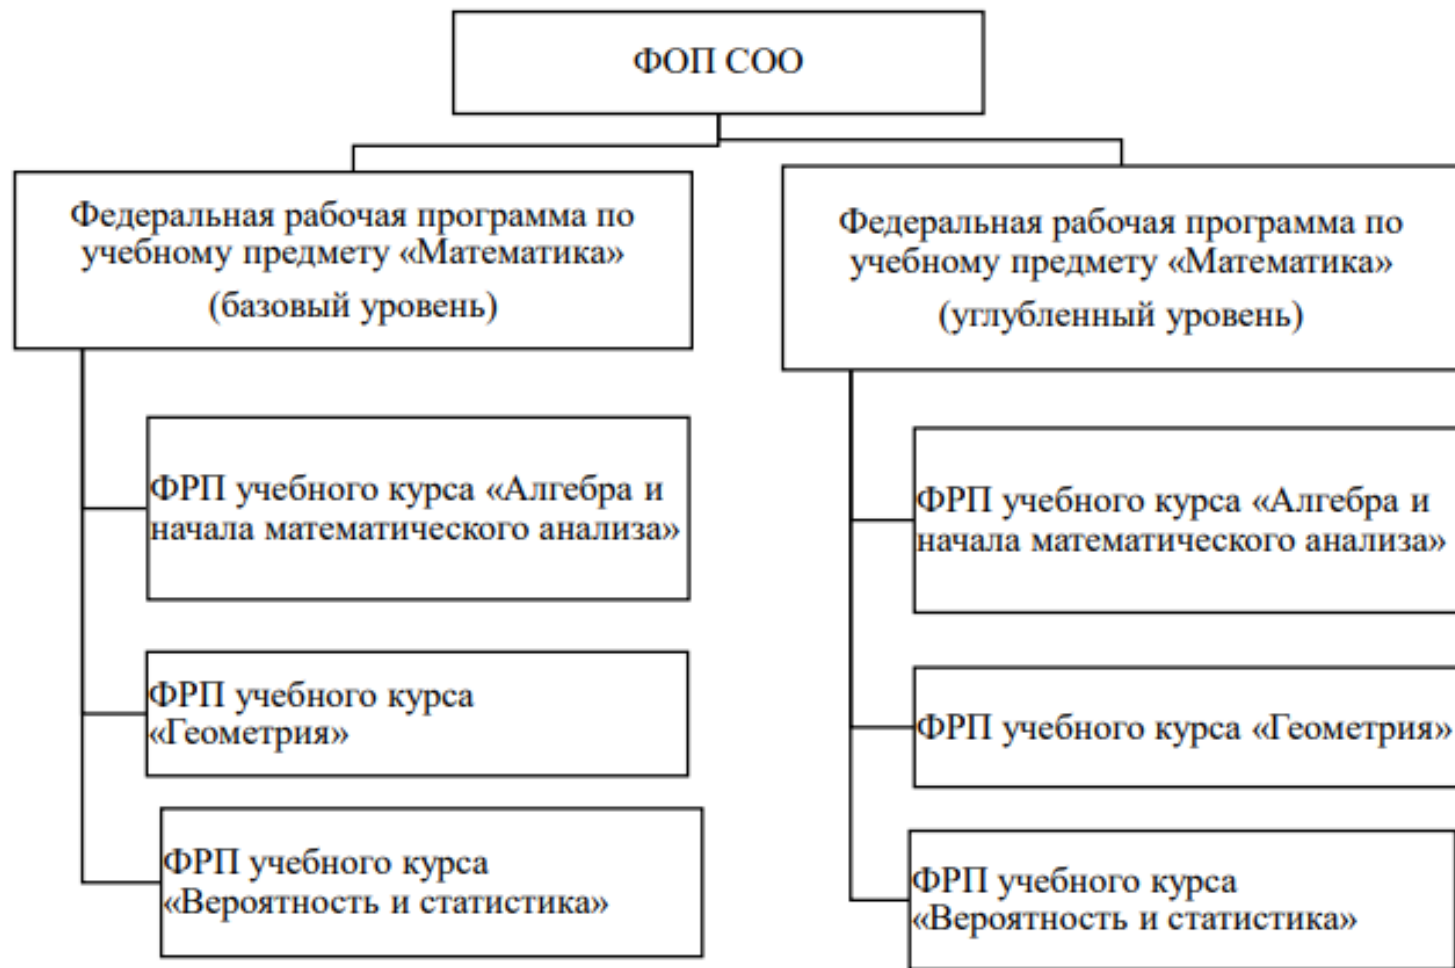 ФОП СОО
Федеральная рабочая программа по
учебному предмету «Математика»
(базовый уровень)
ФРП учебного курса «Алгебра и
начала математического анализа»
ФРП учебного курса
«Геометрия»
ФРП учебного курса
«Вероятность и статистика»
Федеральная рабочая программа по
учебному предмету «Математика»
(углубленный уровень)
ФРП учебного курса «Алгебра и
начала математического анализа»
ФРП учебного курса «Геометрия»
ФРП учебного курса
«Вероятность и статистика»